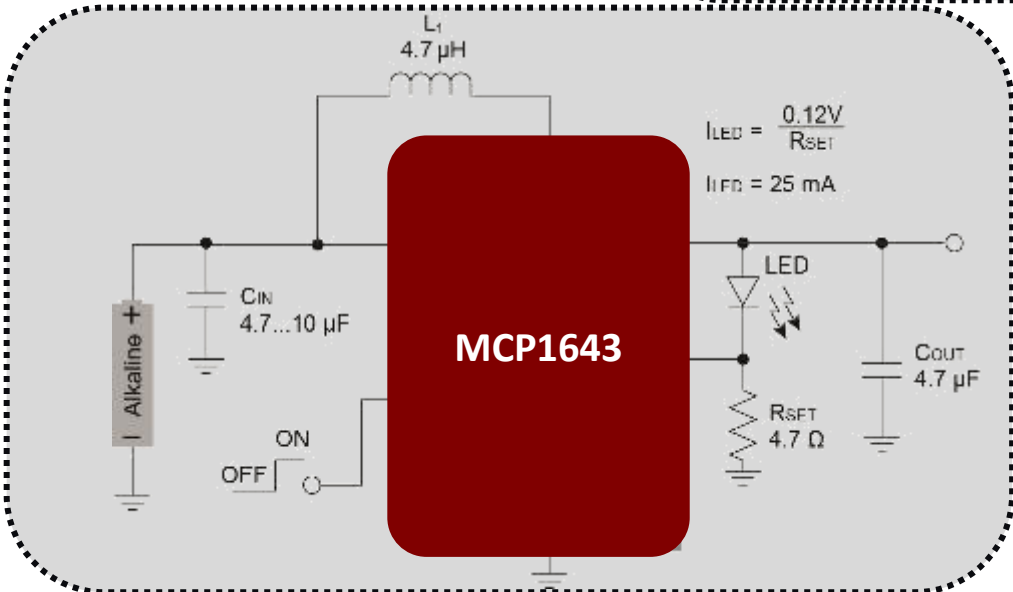 L1
4.7 µH
ILED = 0.12V
RSET
ILED = 25 mA
LED
CIN
4.7...10 µF
+ Alkaline –
MCP1643
COUT
4.7 µF
RSET
4.7 Ω
ON
OFF